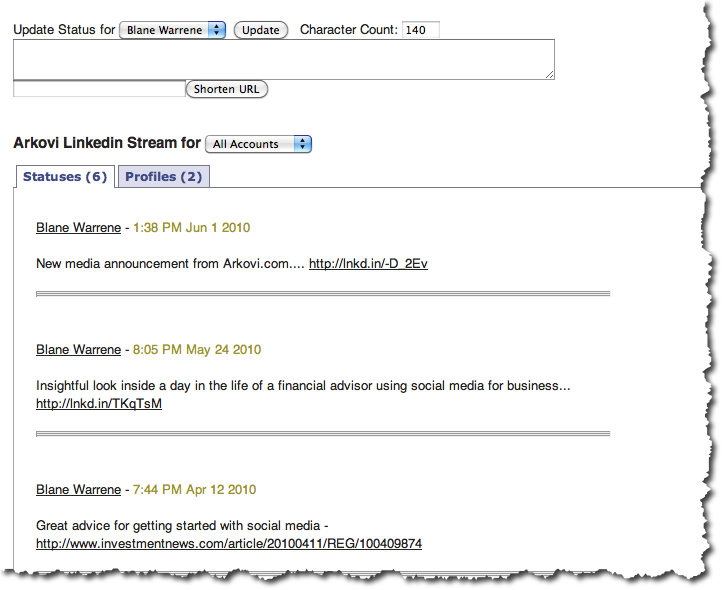 Update Status for Blane Warrene Update Character Count: 140
Shorten URL
Arkovi Linkedin Stream for All Accounts
Statuses (6) Profiles (2)
Blane Warrene - 1:38 PM Jun 1 2010
New media announcement from Arkovi.com.... http://lnkd.in/-D_2Ev
Blane Warrene - 8:05 PM May 24 2010
Insightful look inside a day in the life of a financial advisor using social media for business...
http://lnkd.in/TKqTsM
Blane Warrene - 7:44 PM Apr 12 2010
Great advice for getting started with social media -
http://www.investmentnews.com/article/20100411/REG/100409874